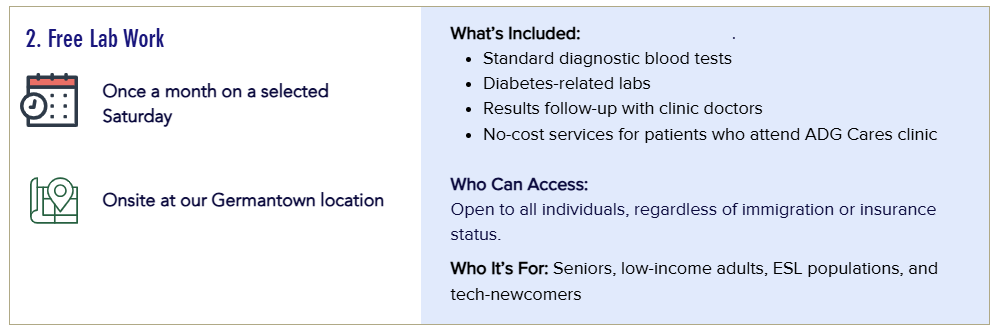 2. Free Lab Work
Once a month on a selected
Saturday
Onsite at our Germantown location
What's Included: .
• Standard diagnostic blood tests
• Diabetes-related labs
• Results follow-up with clinic doctors
• No-cost services for patients who attend ADG Cares clinic
Who Can Access:
Open to all individuals, regardless of immigration or insurance
status.
Who It's For: Seniors, low-income adults, ESL populations, and
tech-newcomers